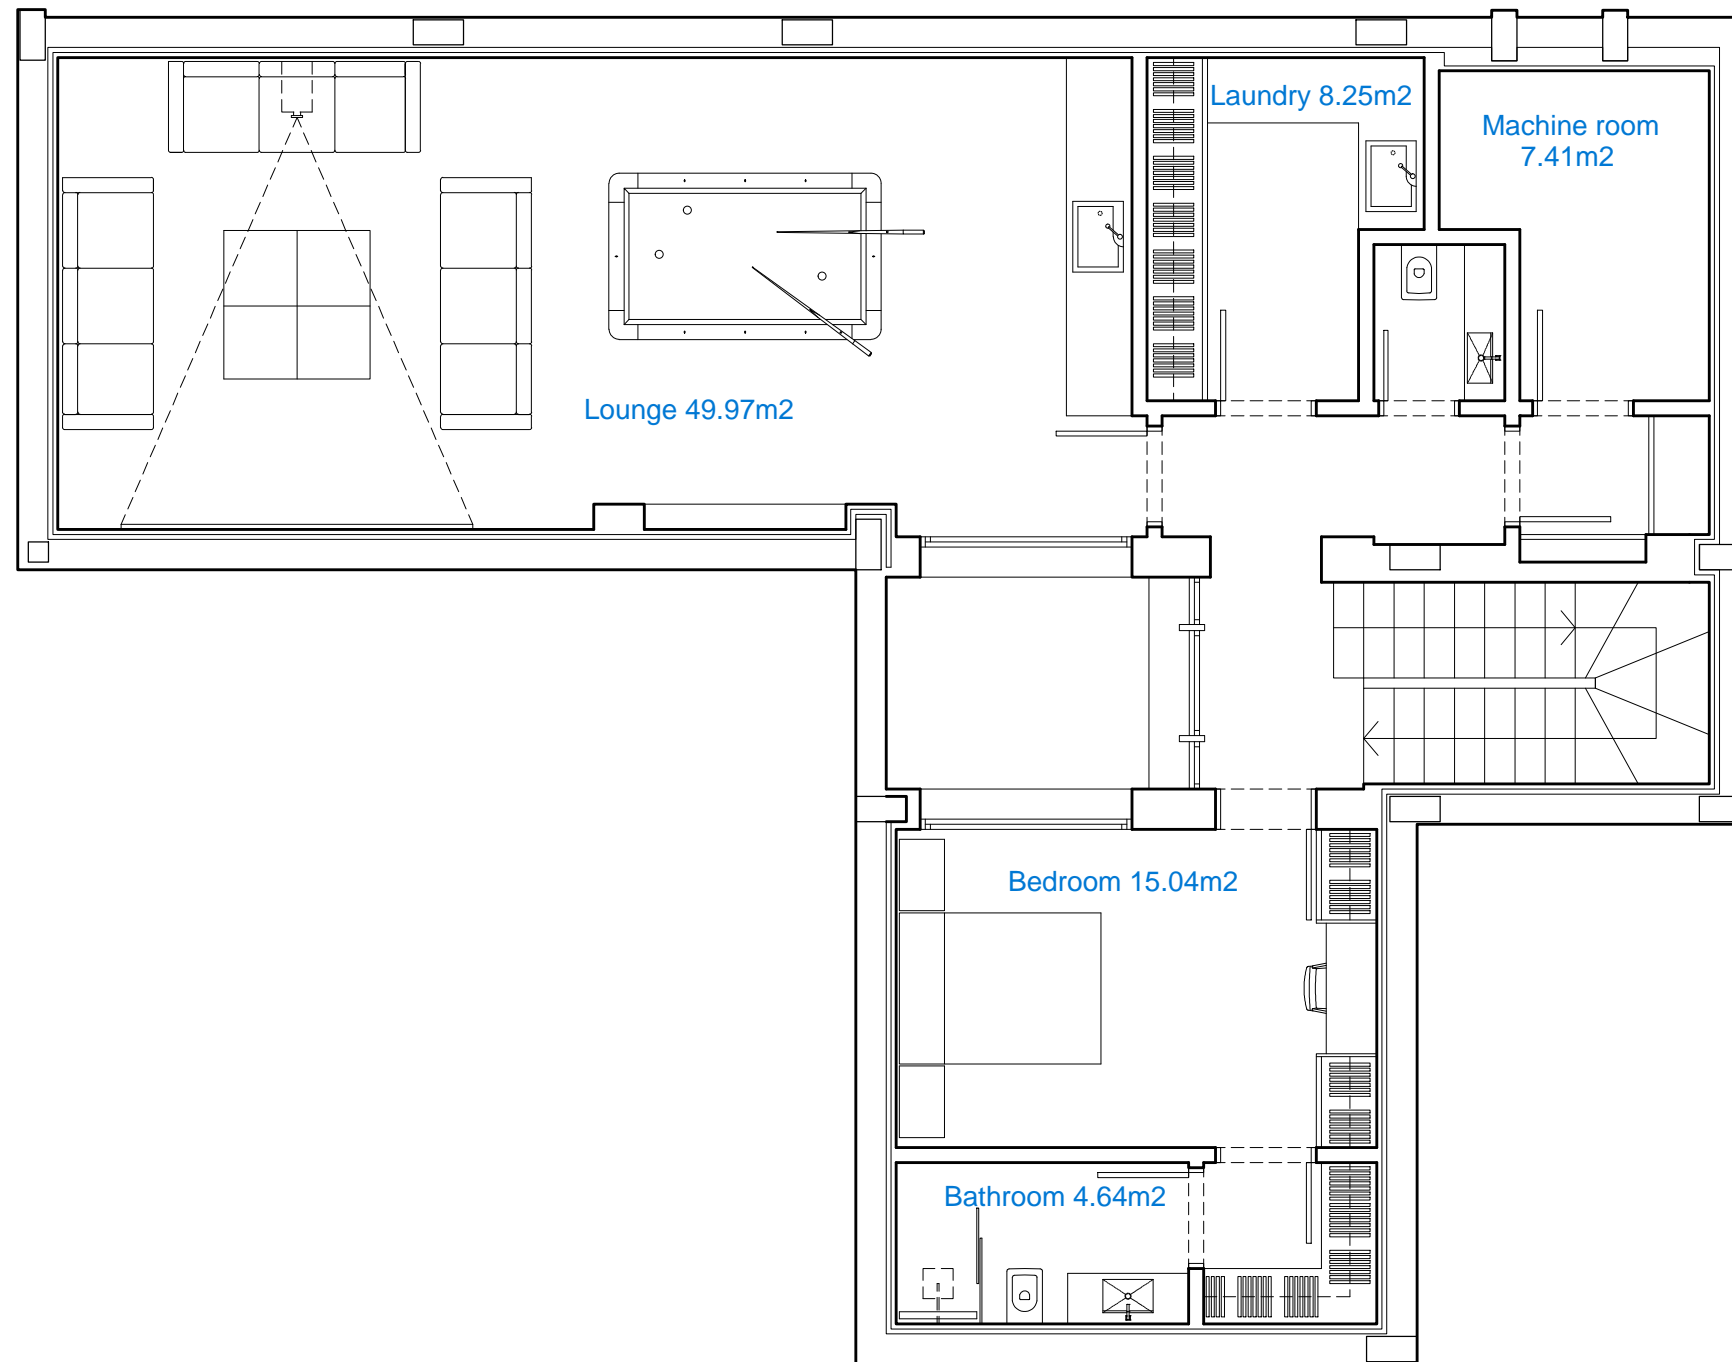 Laundry 8.25m2
Machine room
7.41m2
Lounge 49.97m2
Bedroom 15.04m2
Bathroom 4.64m2